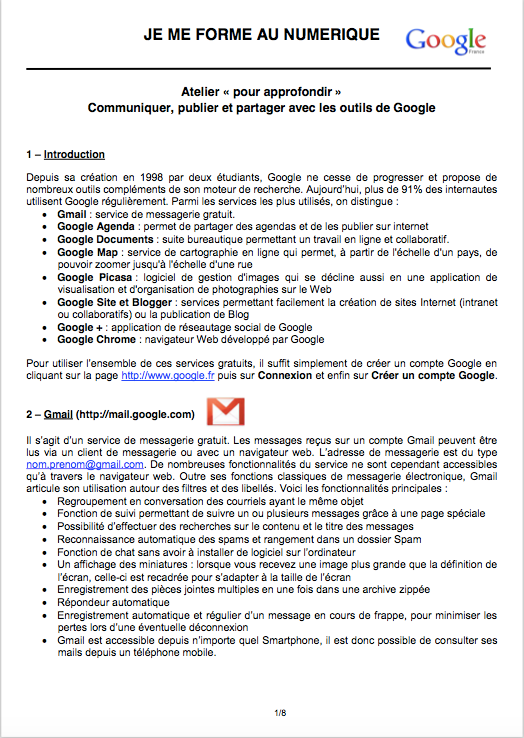 JE ME FORME AU NUMERIQUE
Google
France
Atelier « pour approfondir »
Communiquer, publier et partager avec les outils de Google
1 – Introduction
Depuis sa création en 1998 par deux étudiants, Google ne cesse de progresser et propose de
nombreux outils compléments de son moteur de recherche. Aujourd'hui, plus de 91% des internautes
utilisent Google régulièrement. Parmi les services les plus utilisés, on distingue :
• Gmail : service de messagerie gratuit.
• Google Agenda : permet de partager des agendas et de les publier sur internet
• Google Documents : suite bureautique permettant un travail en ligne et collaboratif.
• Google Map : service de cartographie en ligne qui permet, à partir de l'échelle d'un pays, de
pouvoir zoomer jusqu'à l'échelle d'une rue
• Google Picasa : logiciel de gestion d'images qui se décline aussi en une application de
visualisation et d'organisation de photographies sur le Web
• Google Site et Blogger : services permettant facilement la création de sites Internet (intranet
ou collaboratifs) ou la publication de Blog
• Google + : application de réseautage social de Google
• Google Chrome : navigateur Web développé par Google
Pour utiliser l'ensemble de ces services gratuits, il suffit simplement de créer un compte Google en
cliquant sur la page http://www.google.fr puis sur Connexion et enfin sur Créer un compte Google.
2 – Gmail (http://mail.google.com)
Il s'agit d'un service de messagerie gratuit. Les messages reçus sur un compte Gmail peuvent être
lus via un client de messagerie ou avec un navigateur web. L'adresse de messagerie est du type
nom.prenom@gmail.com. De nombreuses fonctionnalités du service ne sont cependant accessibles
qu'à travers le navigateur web. Outre ses fonctions classiques de messagerie électronique, Gmail
articule son utilisation autour des filtres et des libellés. Voici les fonctionnalités principales :
• Regroupement en conversation des courriels ayant le même objet
• Fonction de suivi permettant de suivre un ou plusieurs messages grâce à une page spéciale
• Possibilité d'effectuer des recherches sur le contenu et le titre des messages
• Reconnaissance automatique des spams et rangement dans un dossier Spam
• Fonction de chat sans avoir à installer de logiciel sur l'ordinateur
• Un affichage des miniatures : lorsque vous recevez une image plus grande que la définition de
l'écran, celle-ci est recadrée pour s'adapter à la taille de l'écran
• Enregistrement des pièces jointes multiples en une fois dans une archive zippée
• Répondeur automatique
• Enregistrement automatique et régulier d'un message en cours de frappe, pour minimiser les
pertes lors d'une éventuelle déconnexion
• Gmail est accessible depuis n'importe quel Smartphone, il est donc possible de consulter ses
mails depuis un téléphone mobile.
1/8